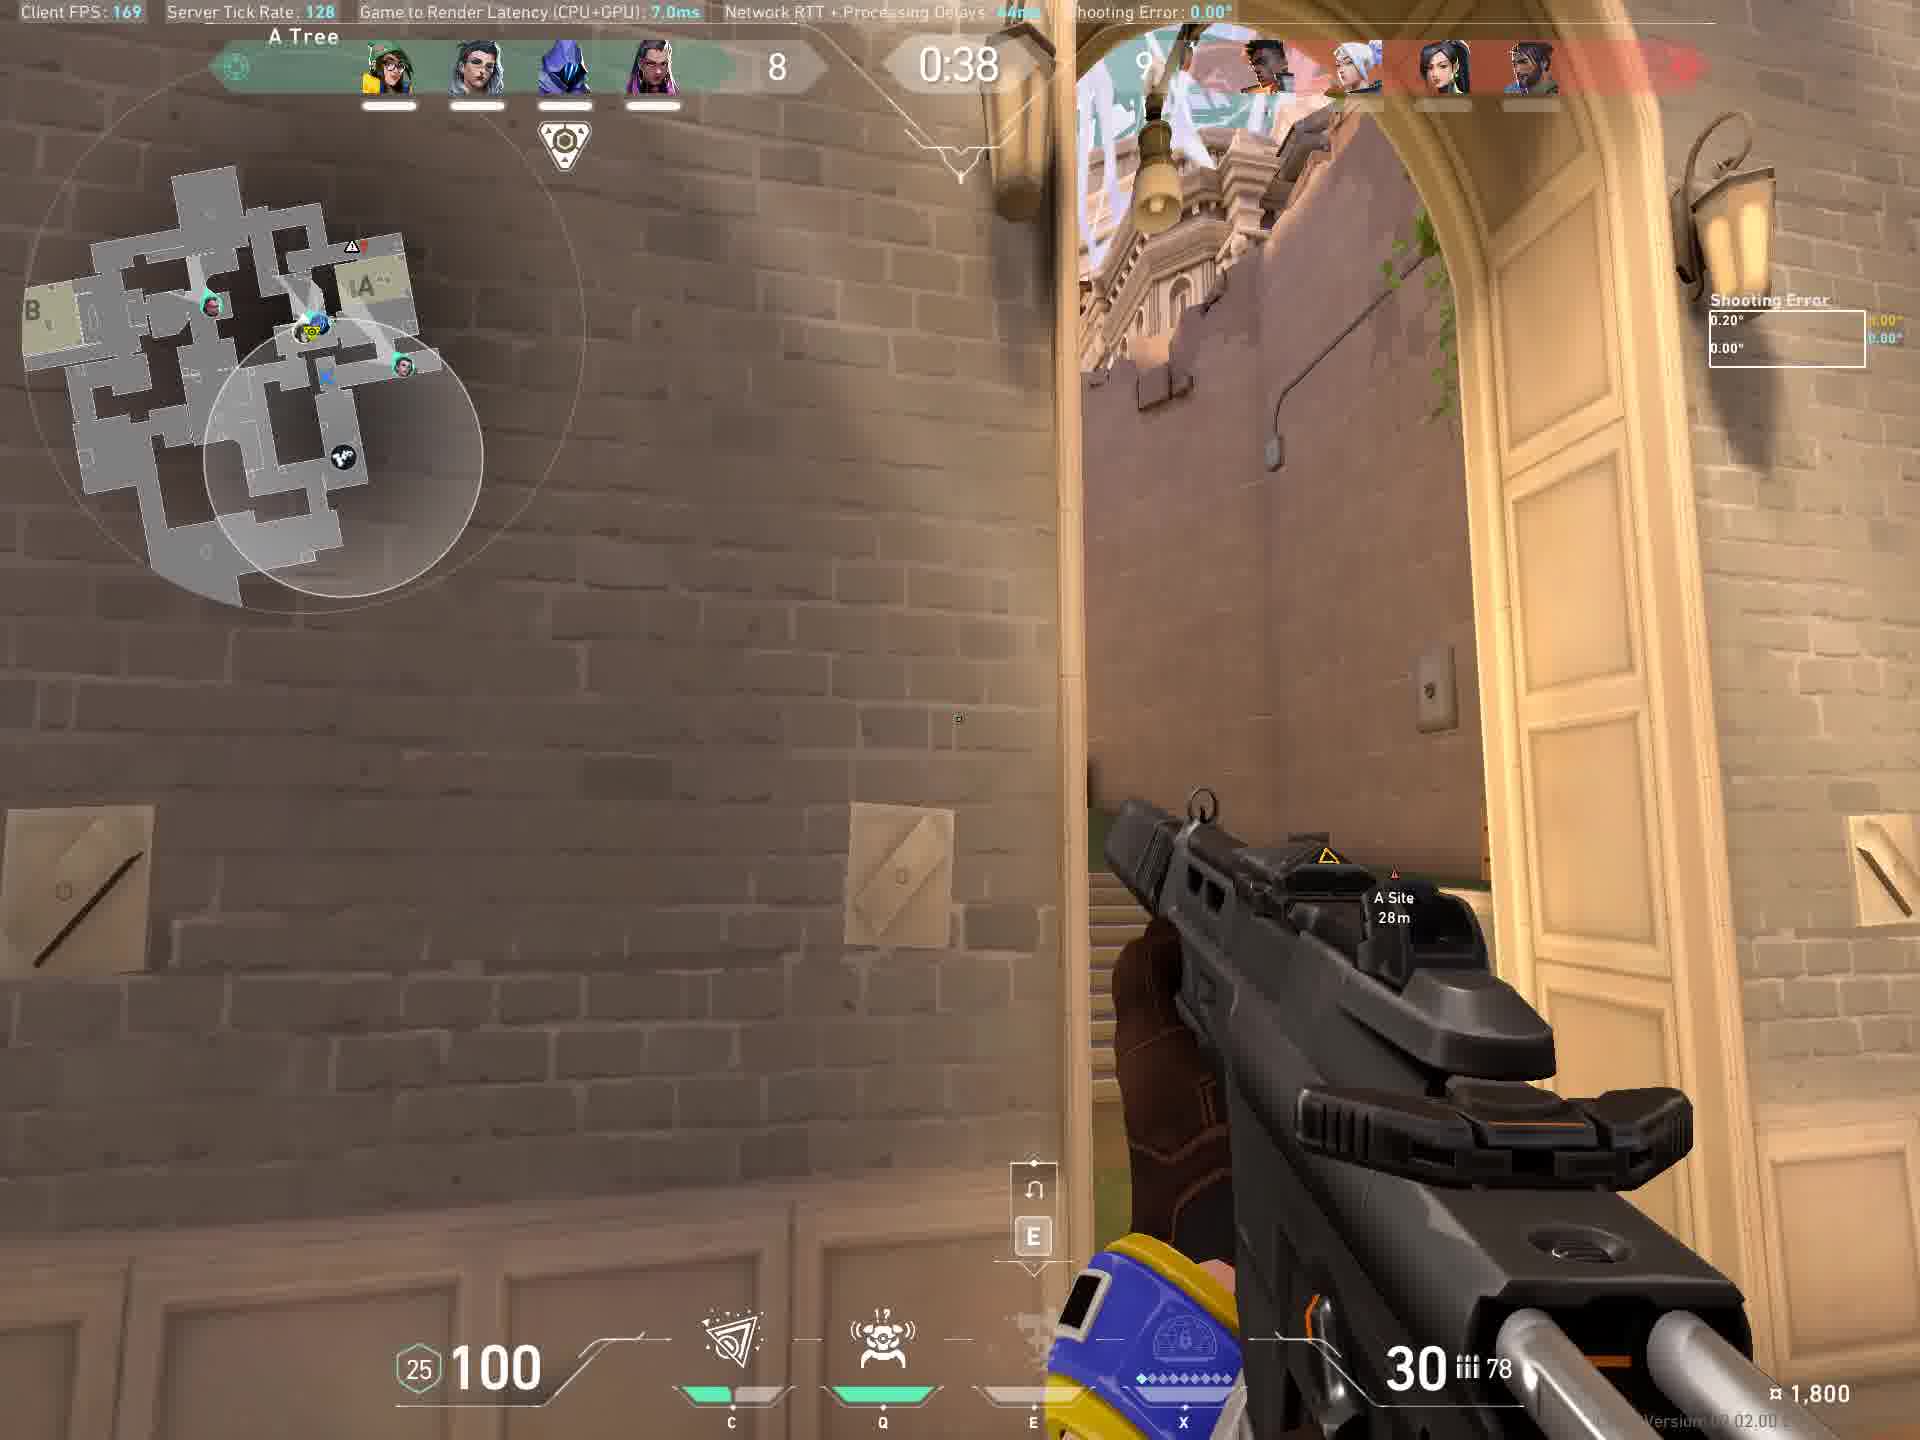 Client FPS: 169 Server Tick Rate: 128 Game to Render Latency (CPU+GPU): 7.0ms Network RTT + Processing Delays 44ms Shooting Error: 0.00°
A Tree
8 0:38 9
B
A
Shooting Error
0.20° 0.00°
0.00°
0.00°
A Site
28m
E
25 100
30 78
¤ 1,800
C Q E X